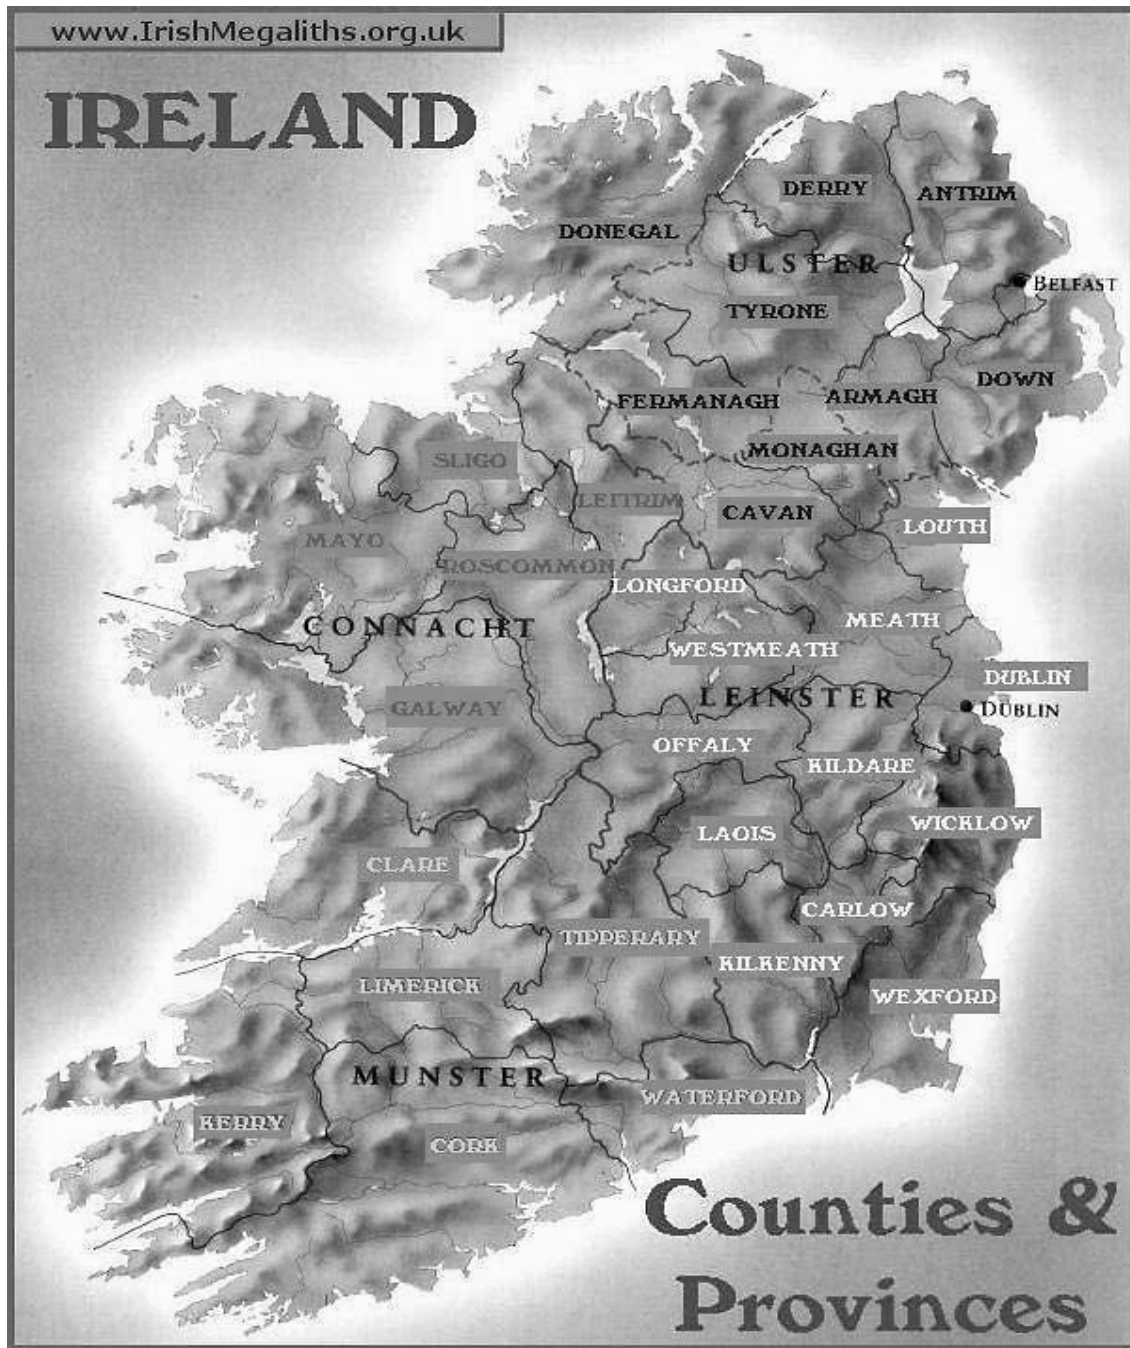 www.IrishMegaliths.org.uk
IRELAND
DERRY
ANTRIM
DONEGAL
ULSTER
BELFAST
TYRONE
DOWN
FERMANAGH
ARMAGH
MONAGHAN
SLIGO
LEITRIM
CAVAN
LOUTH
MAYO
ROSCOMMON
LONGFORD
MEATH
CONNACHT
WESTMEATH
DUBLIN
LEINSTER
GALWAY
DUBLIN
OFFALY
KILDARE
LAOIS
WICKLOW
CLARE
CARLOW
TIPPERARY
KILKENNY
LIMERICK
WEXFORD
MUNSTER
WATERFORD
KERRY
CORK
Counties &
Provinces